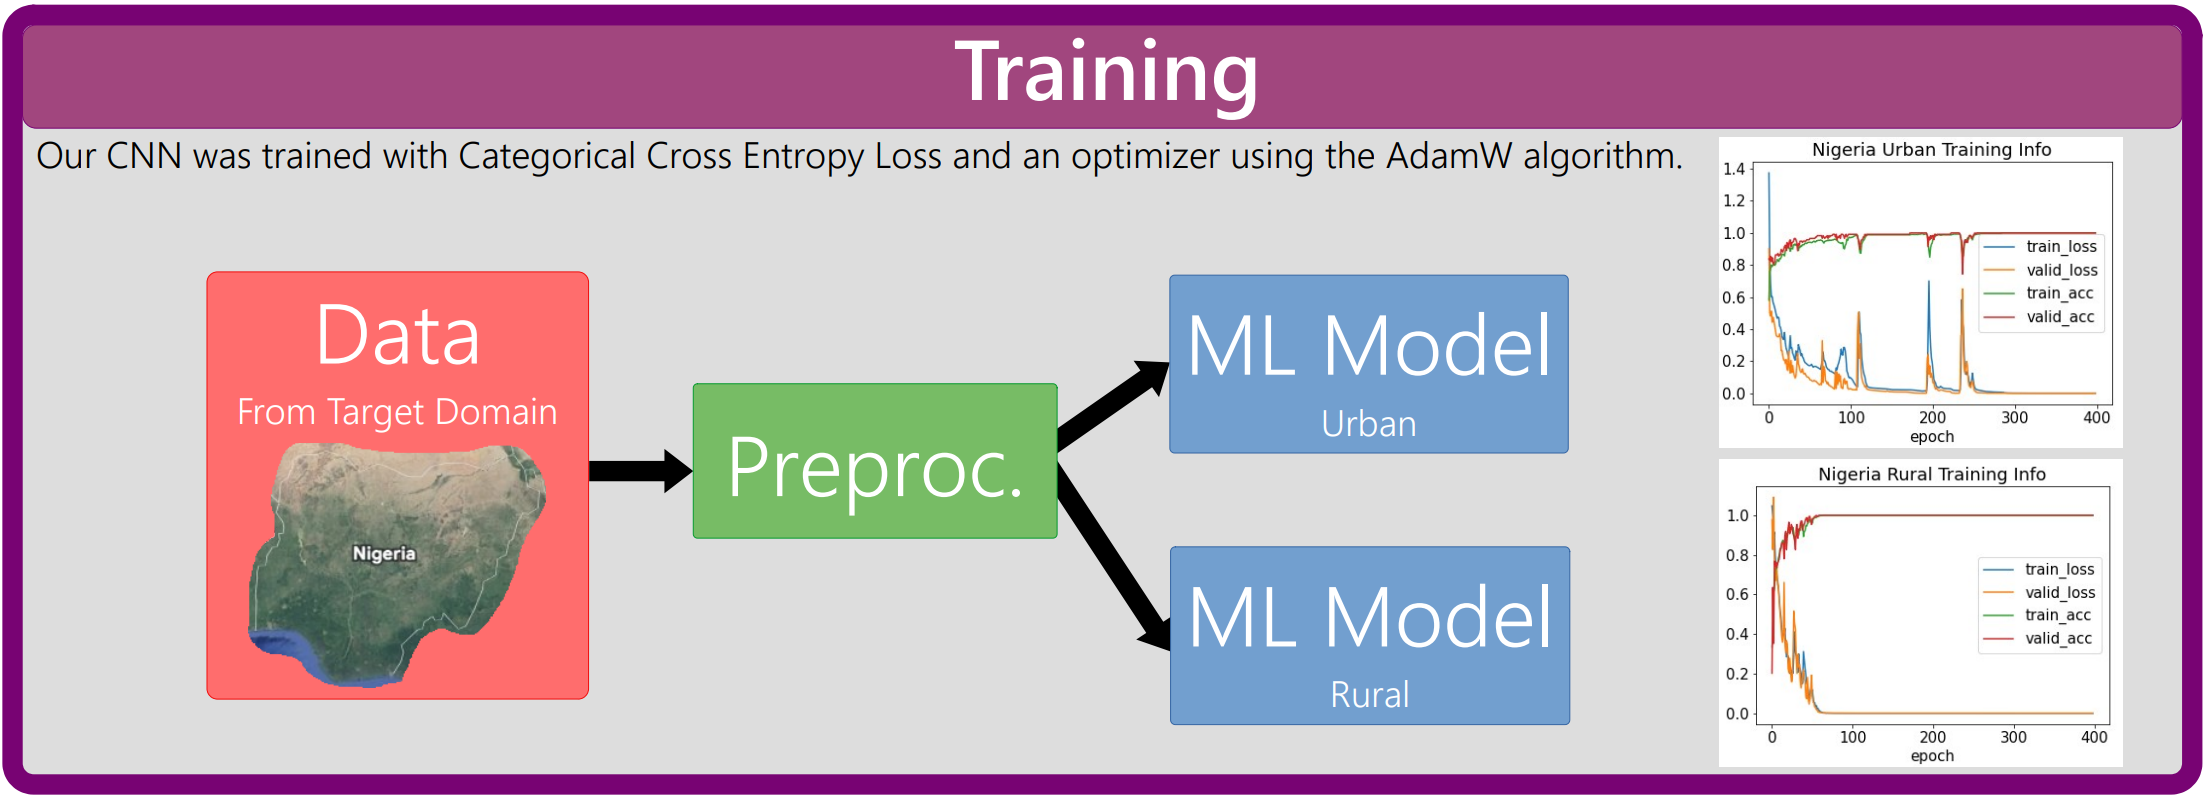 Training
Our CNN was trained with Categorical Cross Entropy Loss and an optimizer using the AdamW algorithm.
Data
From Target Domain
Nigeria
Preproc.
ML Model
Urban
ML Model
Rural
Nigeria Urban Training Info
1.4
1.2
1.0
0.8
0.6
0.4
0.2
0.0
train_loss
valid_loss
train_acc
valid_acc
0 100 200 300 400
epoch
Nigeria Rural Training Info
1.0
0.8
0.6
0.4
0.2
0.0
train_loss
valid_loss
train_acc
valid_acc
0 100 200 300 400
epoch